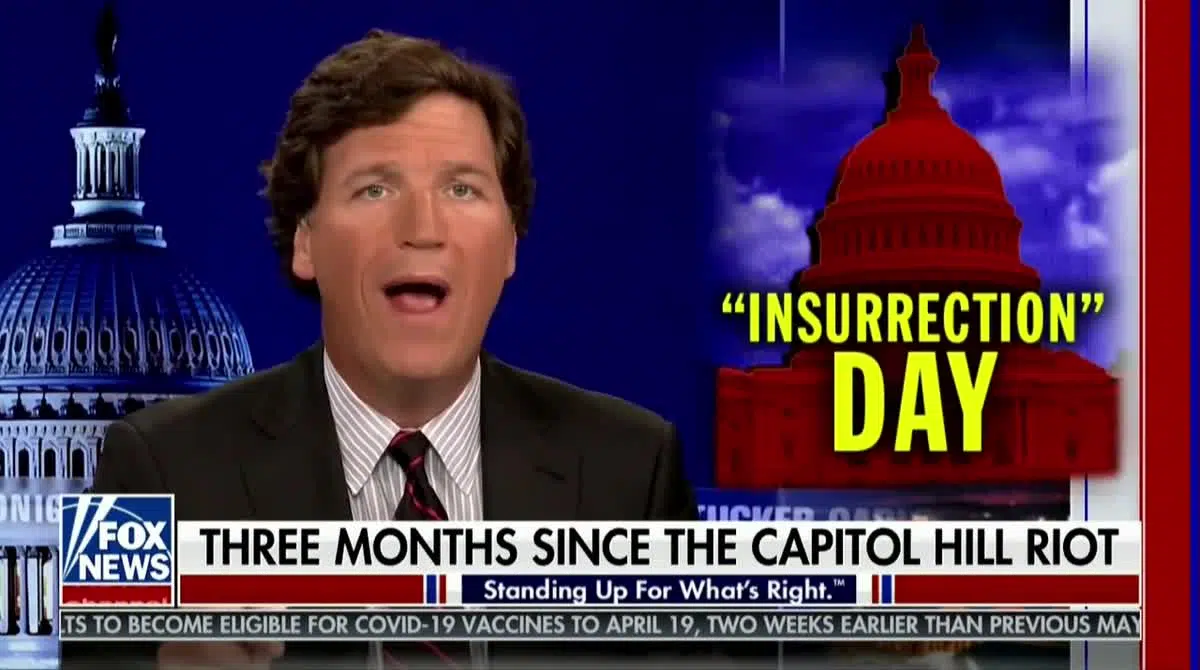 “INSURRECTION”
DAY
FOX
NEWS
channel
THREE MONTHS SINCE THE CAPITOL HILL RIOT
Standing Up For What's Right.™
TS TO BECOME ELIGIBLE FOR COVID-19 VACCINES TO APRIL 19, TWO WEEKS EARLIER THAN PREVIOUS MAY